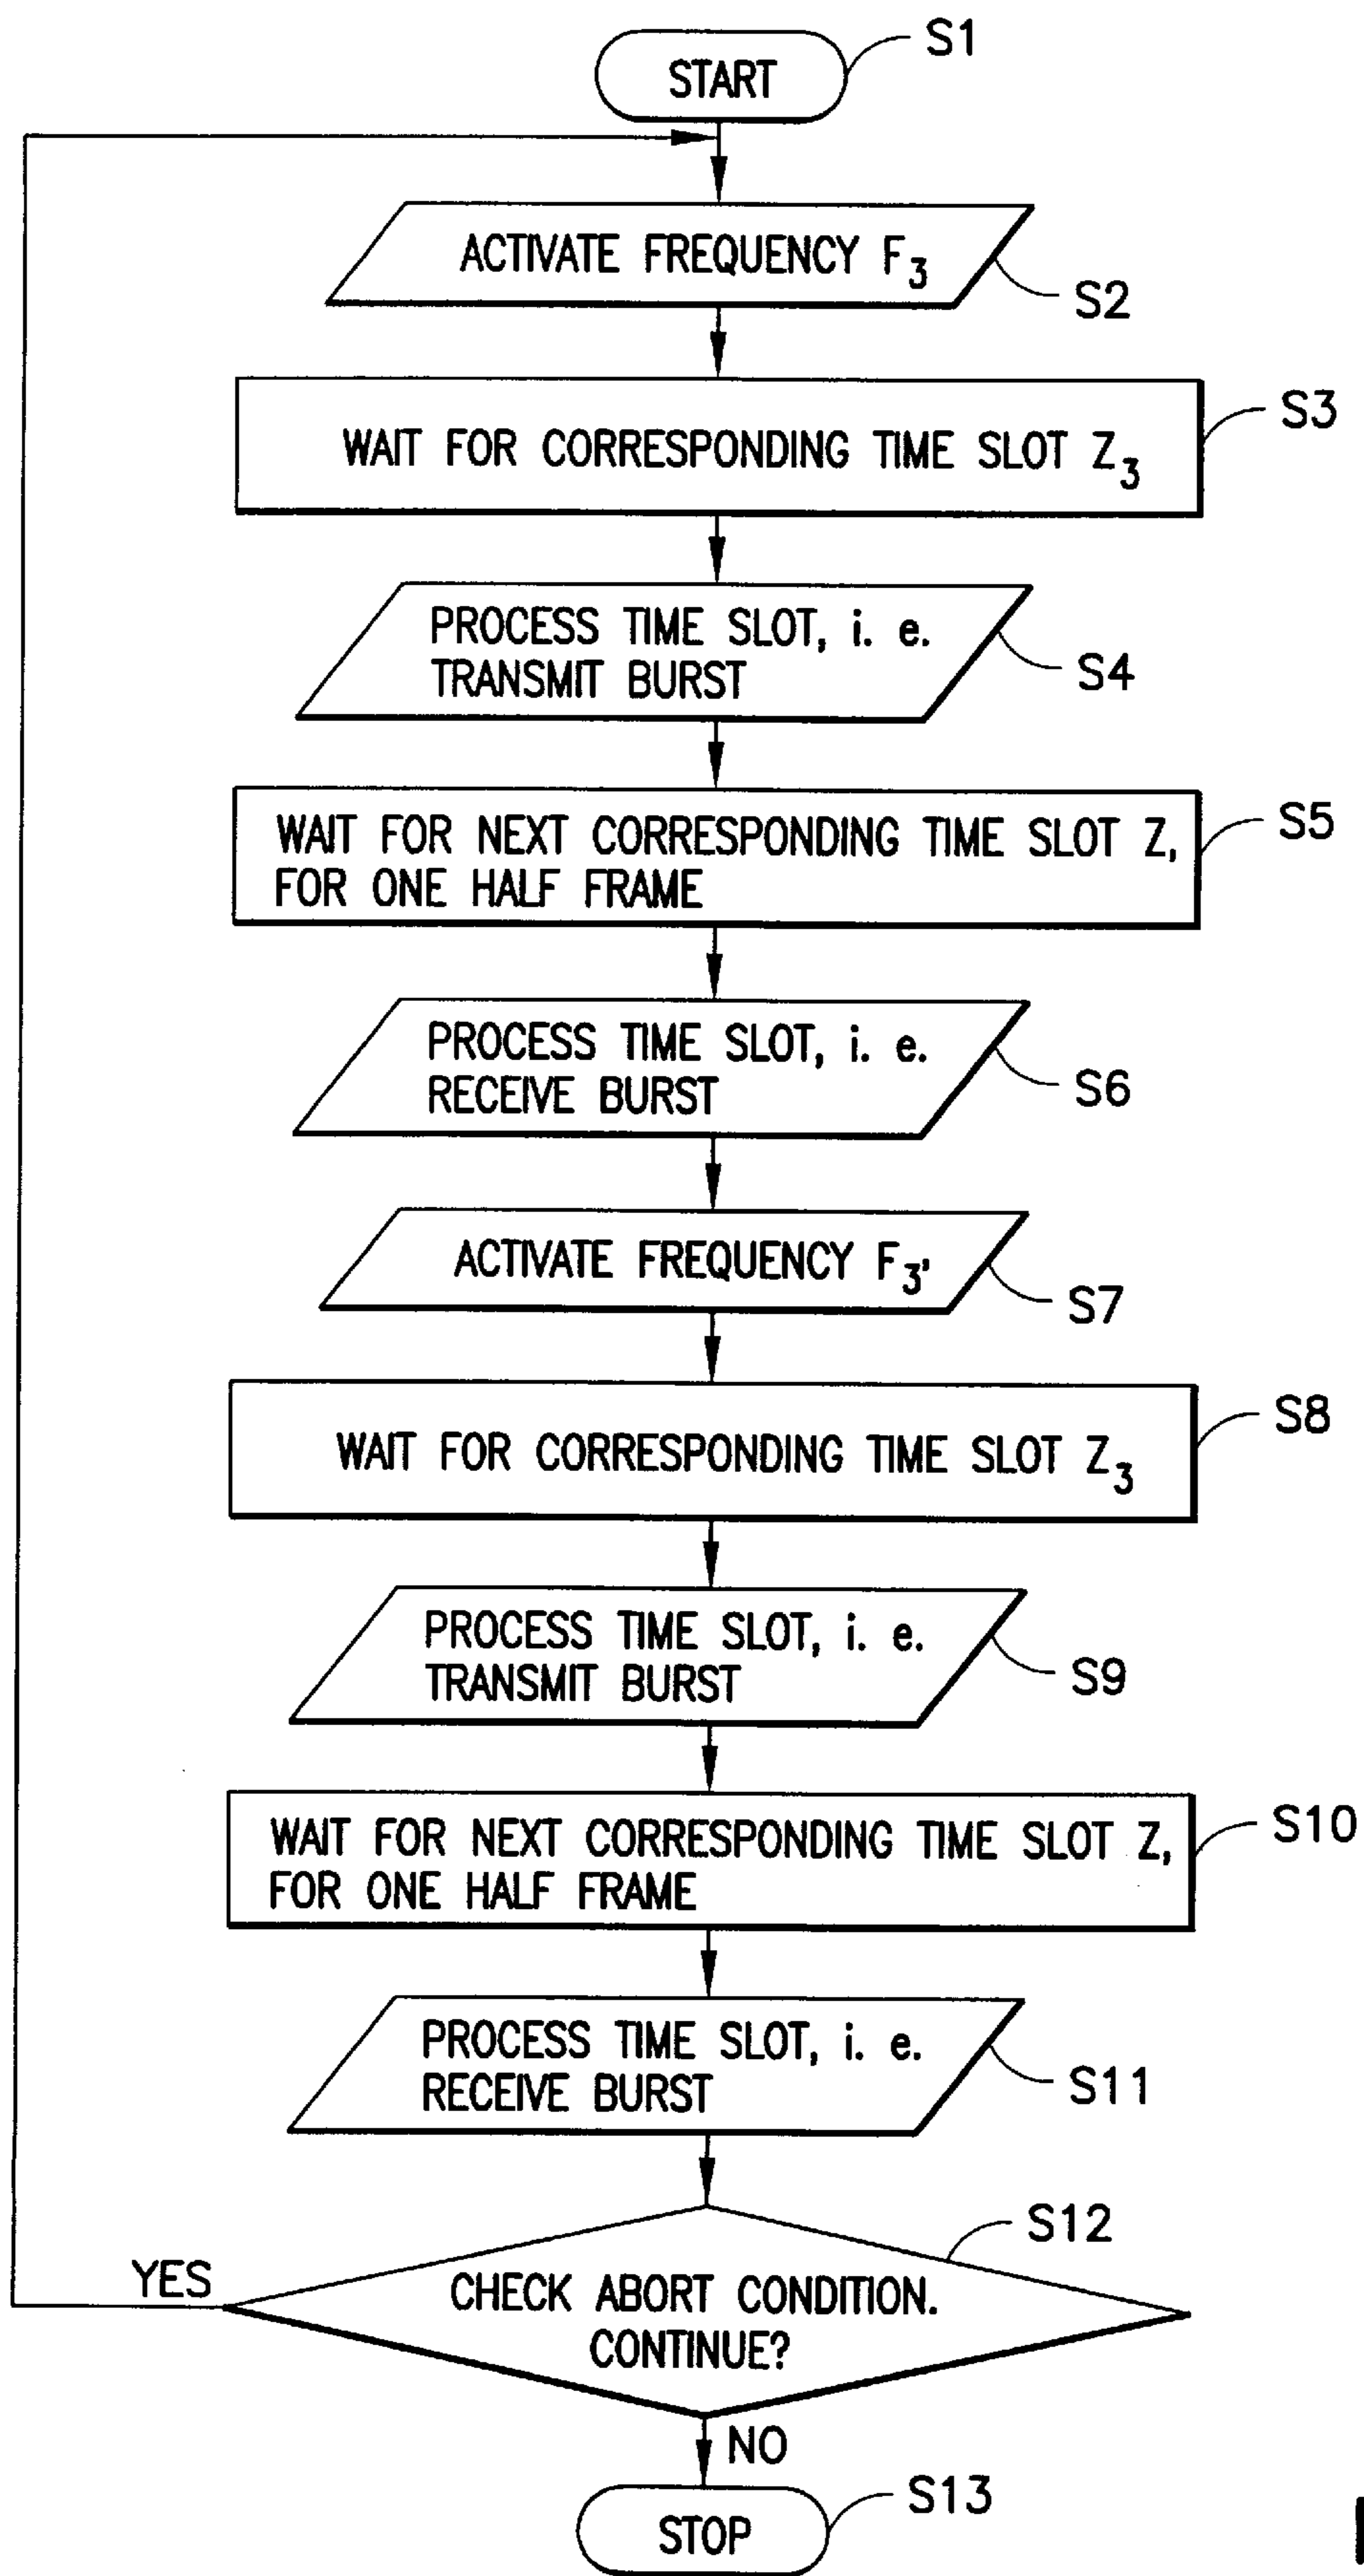 START
S1
ACTIVATE FREQUENCY F₃
S2
WAIT FOR CORRESPONDING TIME SLOT Z₃
S3
PROCESS TIME SLOT, i. e.
TRANSMIT BURST
S4
WAIT FOR NEXT CORRESPONDING TIME SLOT Z,
FOR ONE HALF FRAME
S5
PROCESS TIME SLOT, i. e.
RECEIVE BURST
S6
ACTIVATE FREQUENCY F₃'
S7
WAIT FOR CORRESPONDING TIME SLOT Z₃
S8
PROCESS TIME SLOT, i. e.
TRANSMIT BURST
S9
WAIT FOR NEXT CORRESPONDING TIME SLOT Z,
FOR ONE HALF FRAME
S10
PROCESS TIME SLOT, i. e.
RECEIVE BURST
S11
CHECK ABORT CONDITION.
CONTINUE?
S12
YES
NO
STOP
S13